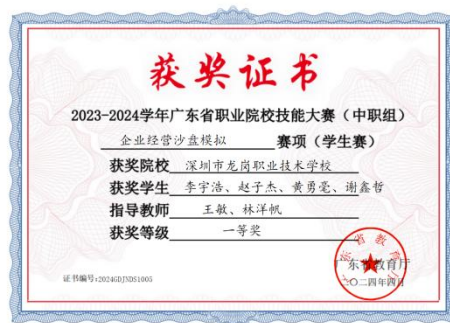 获奖证书
2023-2024学年广东省职业院校技能大赛（中职组）
企业经营沙盘模拟 赛项（学生赛）
获奖院校 深圳市龙岗职业技术学校
获奖学生 李宇浩、赵子杰、黄勇毫、谢鑫哲
指导教师 王敏、林洋帆
获奖等级 一等奖
广东省教育厅
证书编号:2024GDJNDS1005
二〇二四年四月